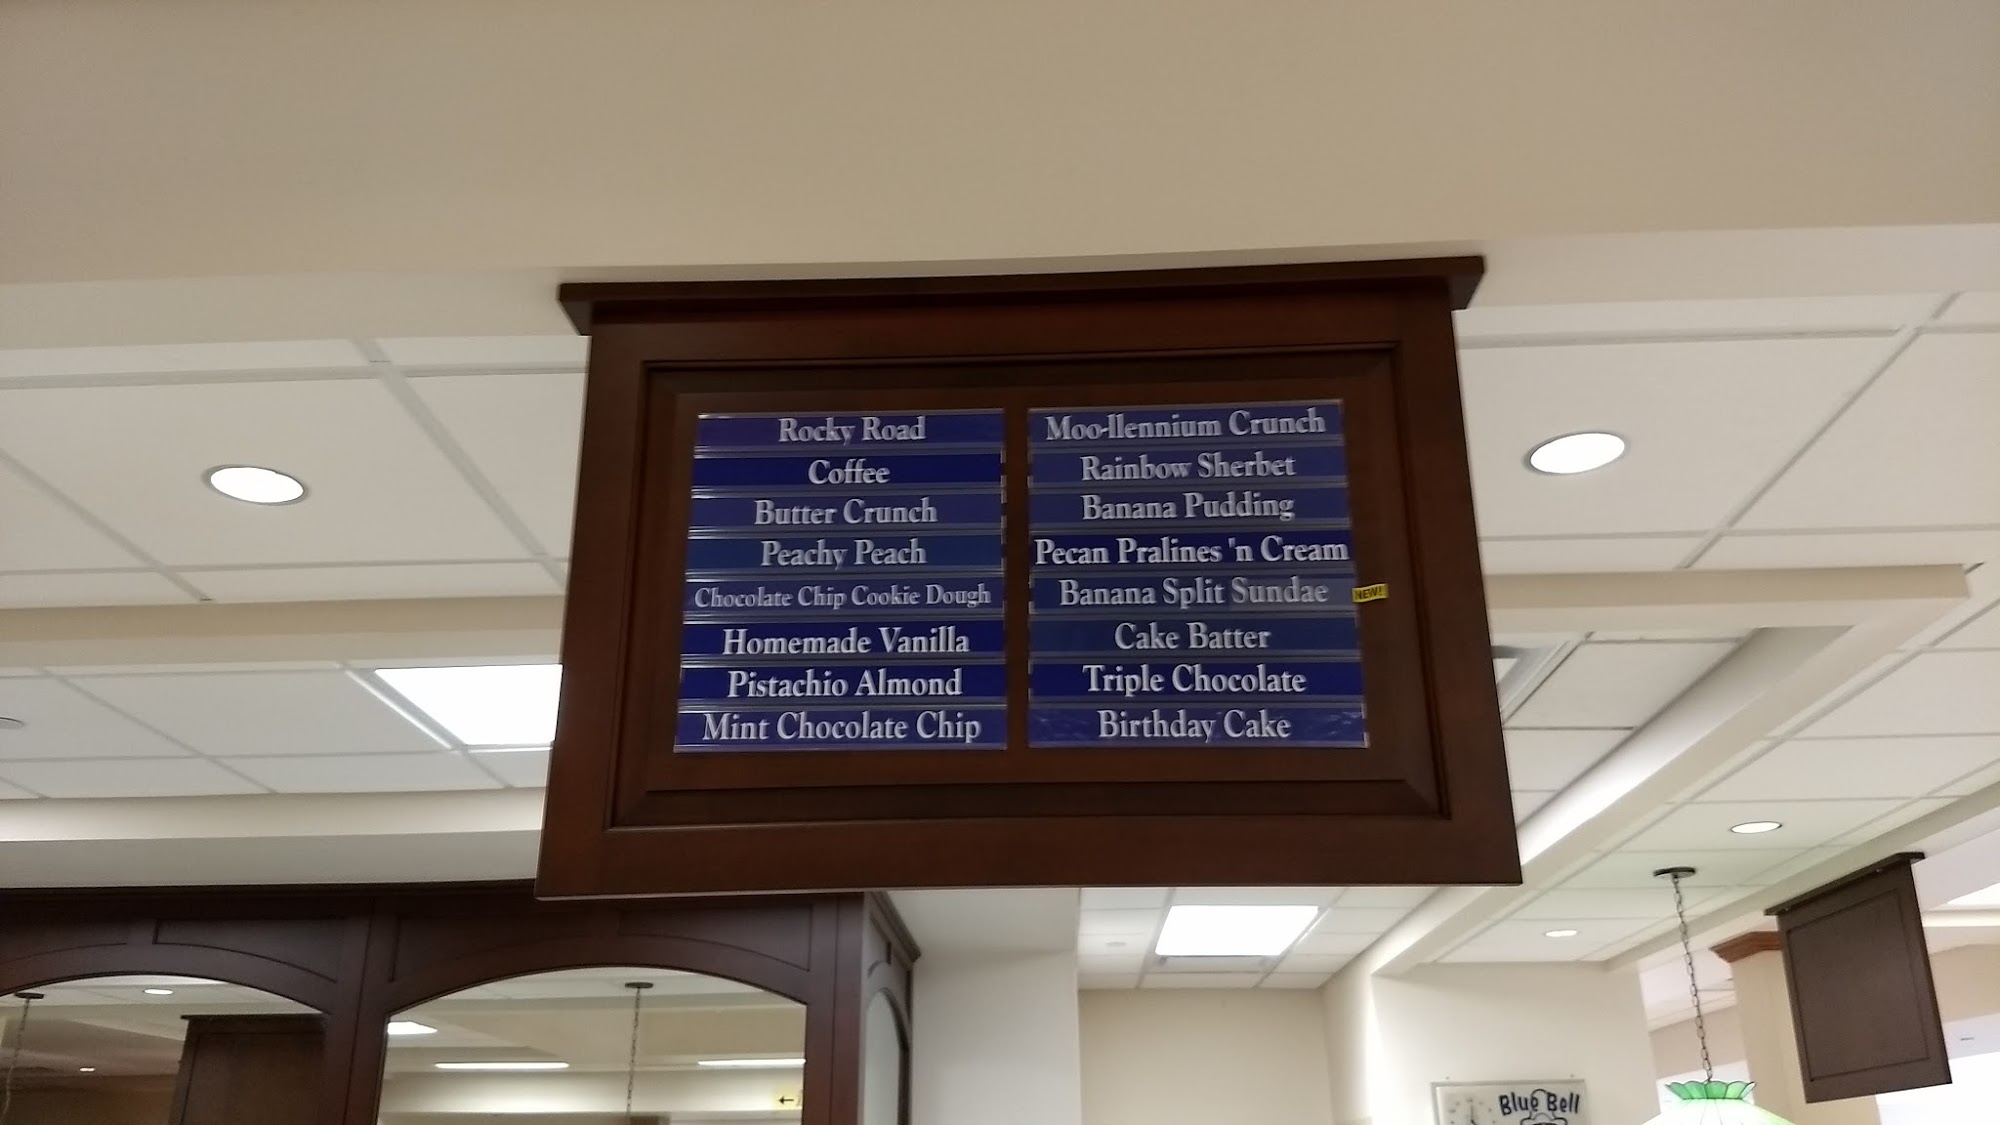 Rocky Road
Coffee
Butter Crunch
Peachy Peach
Chocolate Chip Cookie Dough
Homemade Vanilla
Pistachio Almond
Mint Chocolate Chip
Moo-llennium Crunch
Rainbow Sherbet
Banana Pudding
Pecan Pralines 'n Cream
Banana Split Sundae
NEW!
Cake Batter
Triple Chocolate
Birthday Cake
Blue Bell